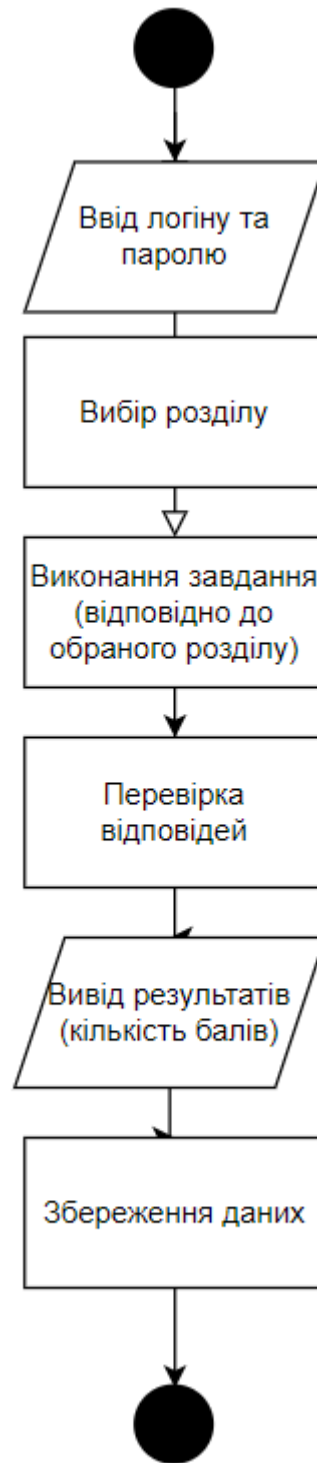 Ввід логіну та
паролю
Вибір розділу
Виконання завдання
(відповідно до
обраного розділу)
Перевірка
відповідей
Вивід результатів
(кількість балів)
Збереження даних